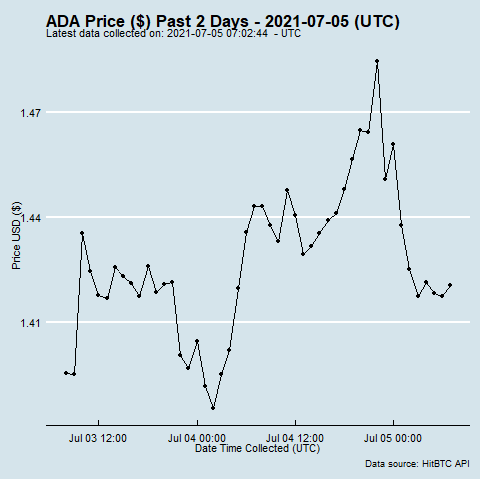 ADA Price ($) Past 2 Days - 2021-07-05 (UTC)
Latest data collected on: 2021-07-05 07:02:44  - UTC
1.47
1.44
1.41
Price USD ($)
Jul 03 12:00 Jul 04 00:00 Jul 04 12:00 Jul 05 00:00
Date Time Collected (UTC)
Data source: HitBTC API